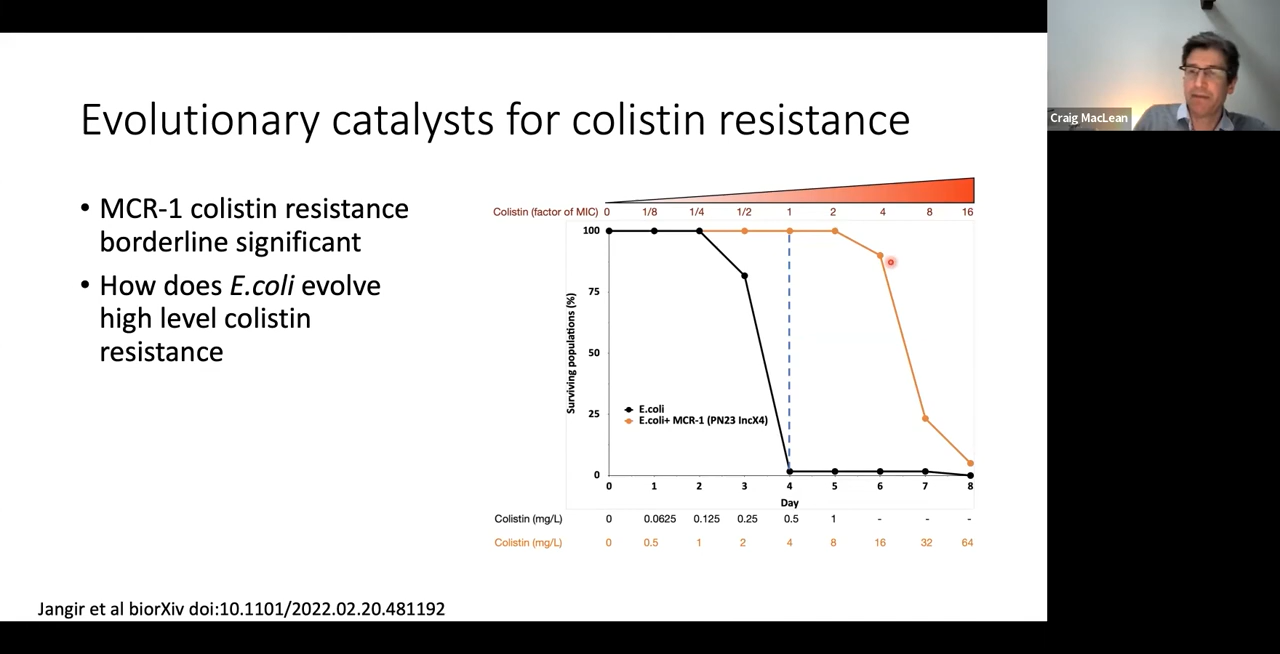 Evolutionary catalysts for colistin resistance
Craig MacLean
• MCR-1 colistin resistance
borderline significant
• How does E.coli evolve
high level colistin
resistance
Colistin (factor of MIC) 0 1/8 1/4 1/2 1 2 4 8 16
Surviving populations (%)
100
75
50
25
0
E.coli
E.coli+ MCR-1 (PN23 IncX4)
0 1 2 3 4 5 6 7 8
Day
Colistin (mg/L) 0 0.0625 0.125 0.25 0.5 1 - - -
Colistin (mg/L) 0 0.5 1 2 4 8 16 32 64
Jangir et al biorXiv doi:10.1101/2022.02.20.481192